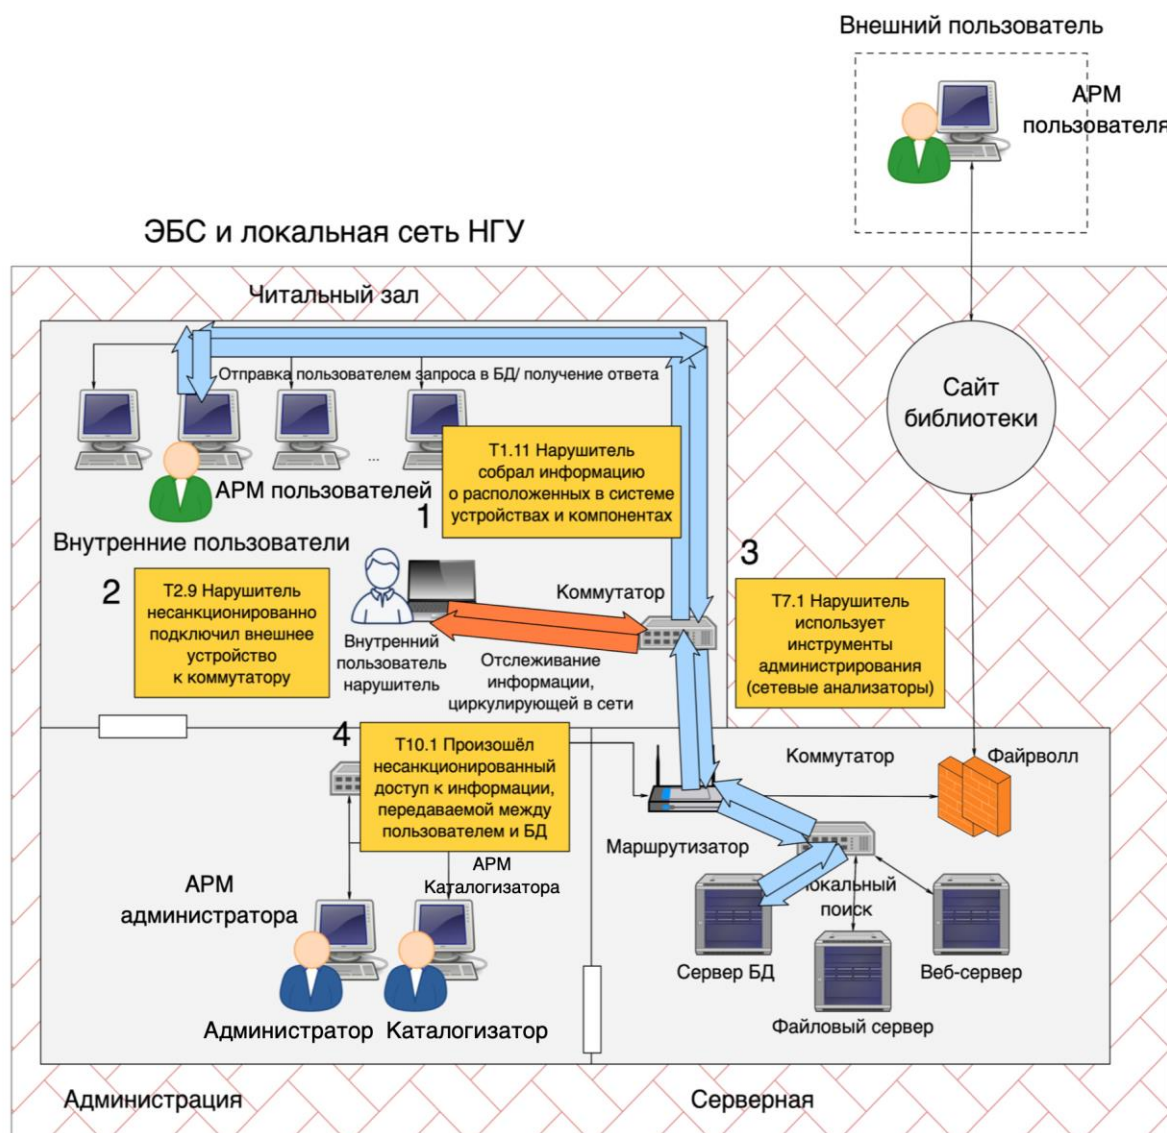 Внешний пользователь
АРМ
пользователя
ЭБС и локальная сеть НГУ
Читальный зал
Отправка пользователем запроса в БД/ получение ответа
Сайт
библиотеки
...
АРМ пользователей
1
Т1.11 Нарушитель
собрал информацию
о расположенных в системе
устройствах и компонентах
Внутренние пользователи
2
Т2.9 Нарушитель
несанкционированно
подключил внешнее
устройство
к коммутатору
Внутренний
пользователь
нарушитель
Коммутатор
Отслеживание
информации,
циркулирующей в сети
3
Т7.1 Нарушитель
использует
инструменты
администрирования
(сетевые анализаторы)
4
Т10.1 Произошёл
несанкционированный
доступ к информации,
передаваемой между
пользователем и БД
Коммутатор
Файрволл
Маршрутизатор
АРМ
Каталогизатора
АРМ
администратора
поиск
Сервер БД
Веб-сервер
Файловый сервер
Администратор
Каталогизатор
Администрация
Серверная